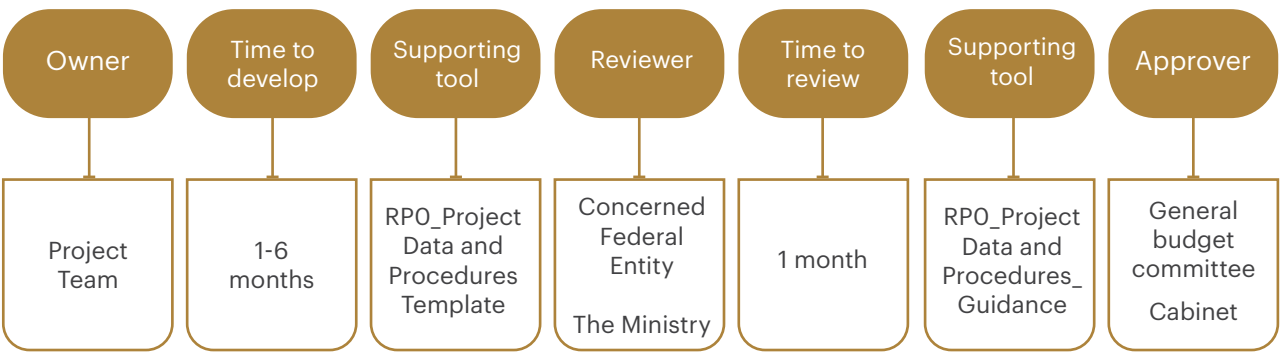 Owner
Time to
develop
Supporting
tool
Reviewer
Time to
review
Supporting
tool
Approver
Project
Team
1-6
months
RP0_Project
Data and
Procedures
Template
Concerned
Federal
Entity
The Ministry
1 month
RP0_Project
Data and
Procedures_
Guidance
General
budget
committee
Cabinet